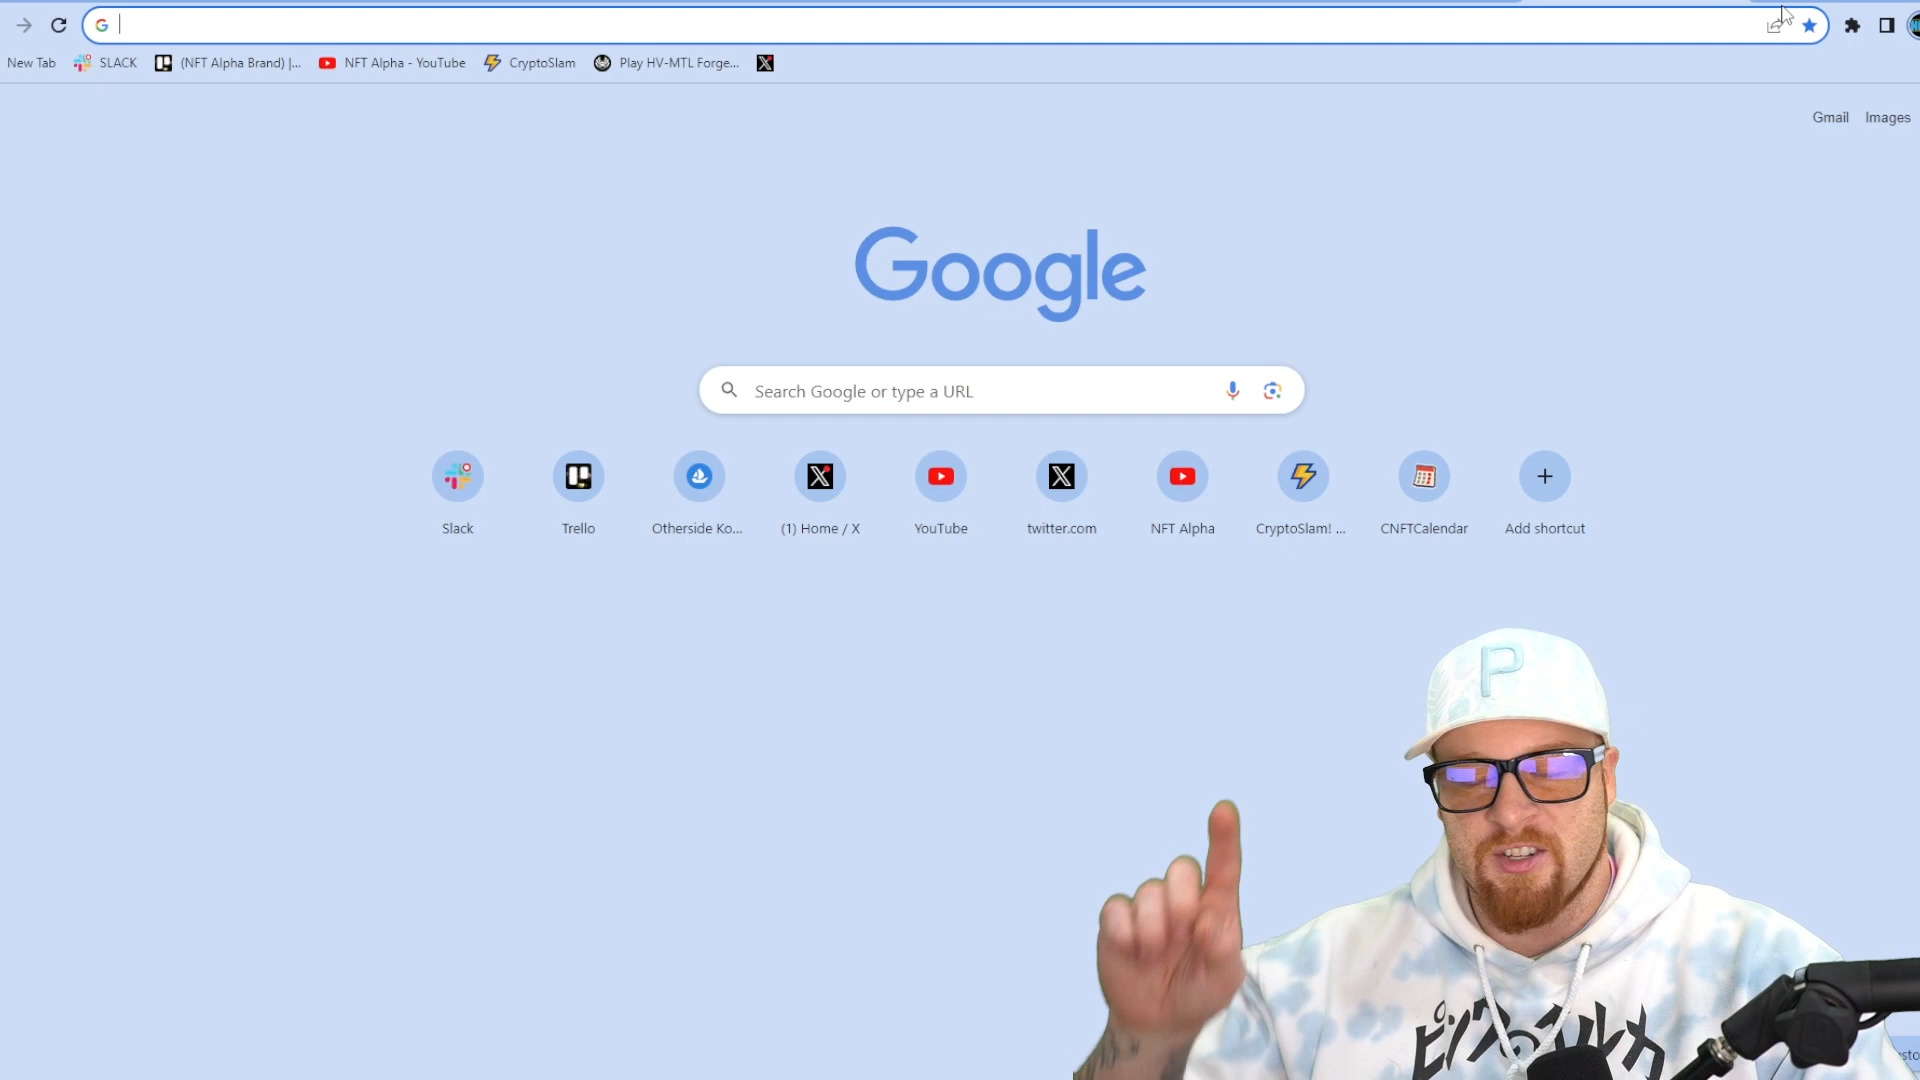 New Tab SLACK (NFT Alpha Brand) |... NFT Alpha - YouTube CryptoSlam Play HV-MTL Forge...
Gmail Images
Google
Search Google or type a URL
Slack Trello Otherside Ko... (1) Home / X YouTube twitter.com NFT Alpha CryptoSlam! ... CNFTCalendar Add shortcut
P